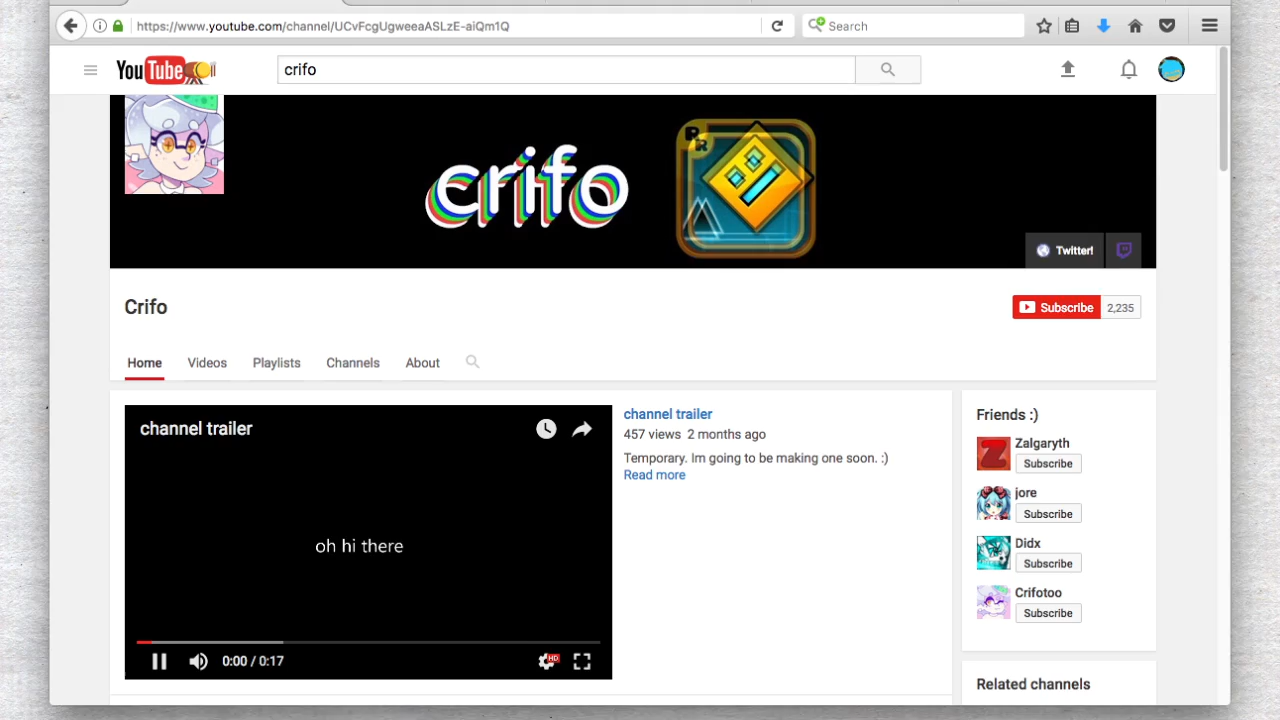 https://www.youtube.com/channel/UCvFcgUgweeaASLzE-aiQm1Q
Search
YouTube
crifo
crifo
Twitter!
Crifo
Subscribe 2,235
Home Videos Playlists Channels About
channel trailer
oh hi there
0:00 / 0:17
HD
channel trailer
457 views 2 months ago
Temporary. Im going to be making one soon. :)
Read more
Friends :)
Zalgaryth
Subscribe
jore
Subscribe
Didx
Subscribe
Crifotoo
Subscribe
Related channels